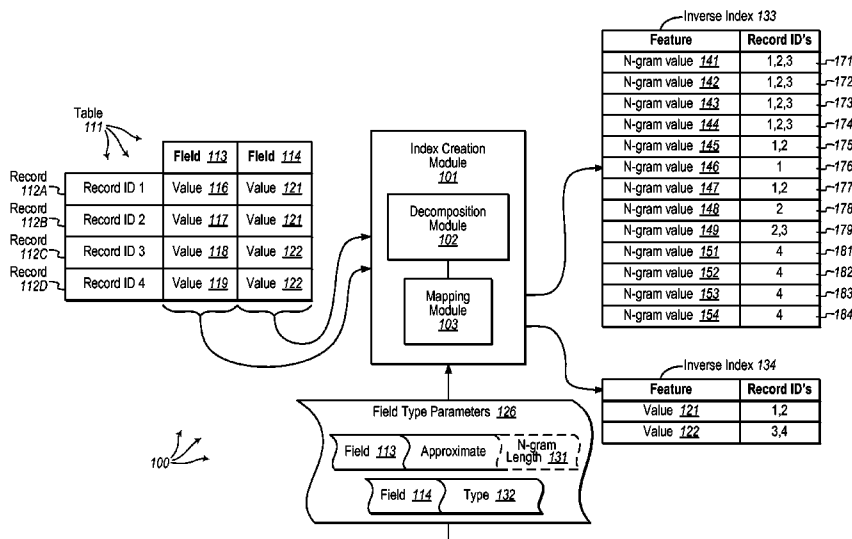 Table
111
Field 113 Field 114
Record
112A
Record ID 1 Value 116 Value 121
Record
112B
Record ID 2 Value 117 Value 121
Record
112C
Record ID 3 Value 118 Value 122
Record
112D
Record ID 4 Value 119 Value 122
100
Index Creation
Module
101
Decomposition
Module
102
Mapping
Module
103
Field Type Parameters 126
Field 113 Approximate N-gram
Length 131
Field 114 Type 132
Inverse Index 133
Feature Record ID's
N-gram value 141 1,2,3 171
N-gram value 142 1,2,3 172
N-gram value 143 1,2,3 173
N-gram value 144 1,2,3 174
N-gram value 145 1,2 175
N-gram value 146 1 176
N-gram value 147 1,2 177
N-gram value 148 2 178
N-gram value 149 2,3 179
N-gram value 151 4 181
N-gram value 152 4 182
N-gram value 153 4 183
N-gram value 154 4 184
Inverse Index 134
Feature Record ID's
Value 121 1,2
Value 122 3,4